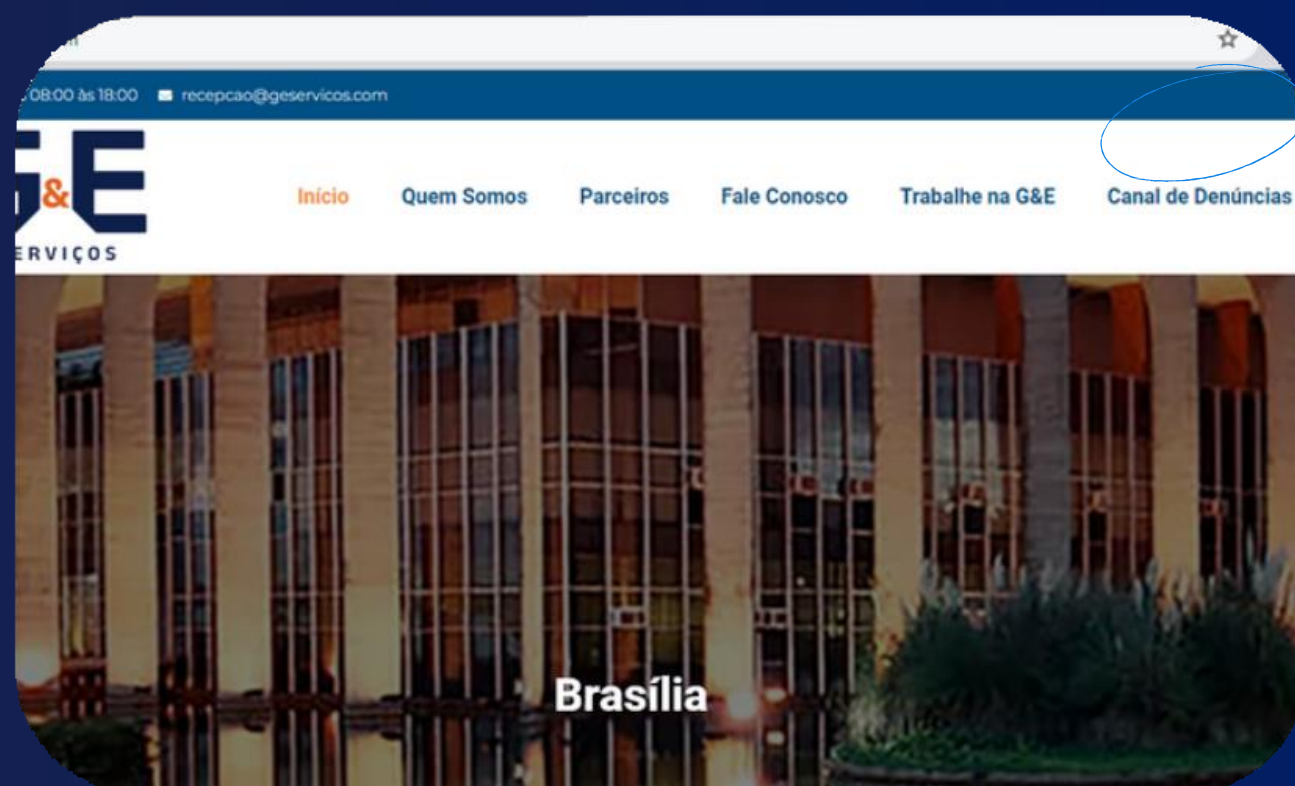 08:00 às 18:00 recepcao@geservicos.com
G&E
Início Quem Somos Parceiros Fale Conosco Trabalhe na G&E Canal de Denúncias
ERVIÇOS
Brasília